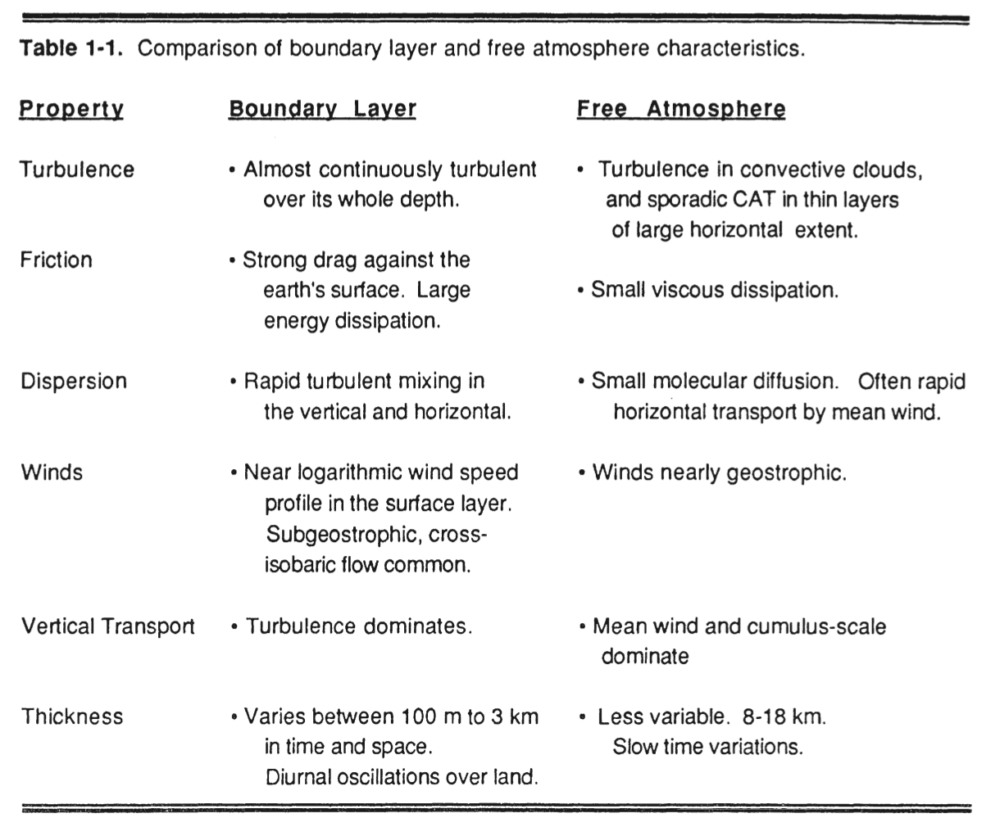 Table 1-1. Comparison of boundary layer and free atmosphere characteristics.
Property Boundary Layer Free Atmosphere
Turbulence • Almost continuously turbulent • Turbulence in convective clouds,
over its whole depth. and sporadic CAT in thin layers
of large horizontal extent.
Friction • Strong drag against the
earth's surface. Large • Small viscous dissipation.
energy dissipation.
Dispersion • Rapid turbulent mixing in • Small molecular diffusion. Often rapid
the vertical and horizontal. horizontal transport by mean wind.
Winds • Near logarithmic wind speed • Winds nearly geostrophic.
profile in the surface layer.
Subgeostrophic, cross-
isobaric flow common.
Vertical Transport • Turbulence dominates. • Mean wind and cumulus-scale
dominate
Thickness • Varies between 100 m to 3 km • Less variable. 8-18 km.
in time and space. Slow time variations.
Diurnal oscillations over land.